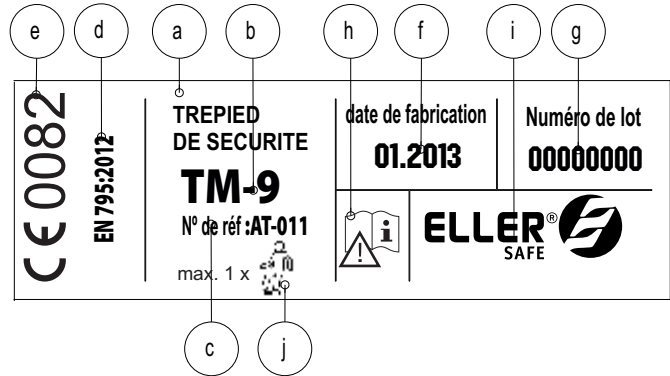 e
d
a
b
h
f
i
g
CE 0082
EN 795:2012
TREPIED
DE SECURITE
TM-9
Nº de réf :AT-011
max. 1 x
date de fabrication
01.2013
Numéro de lot
00000000
i
ELLER®
SAFE
c
j